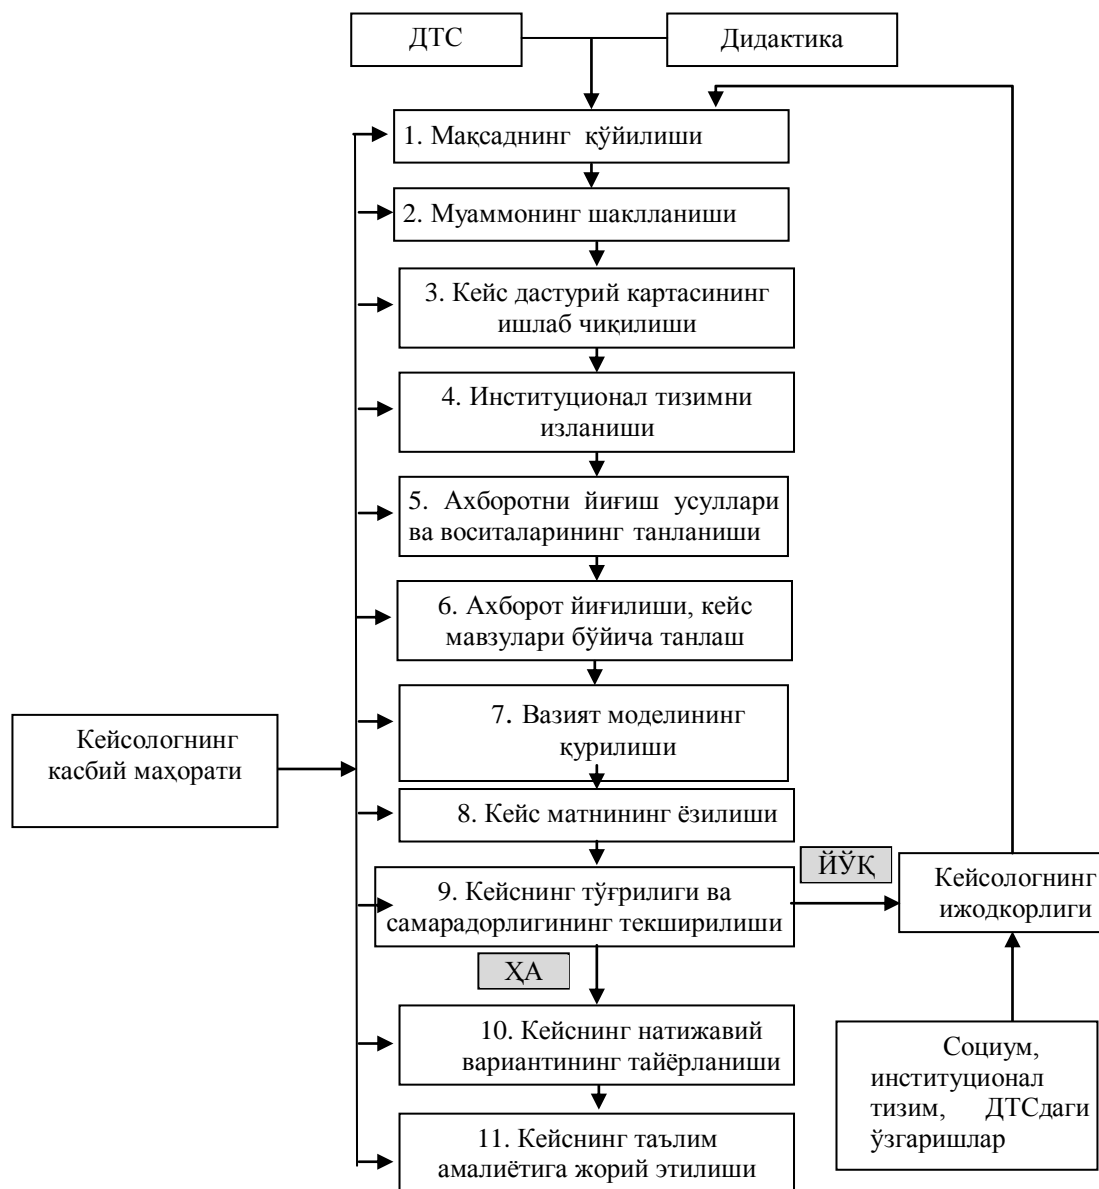 ДТС
Дидактика
1. Мақсаднинг қўйилиши
2. Муаммонинг шаклланиши
3. Кейс дастурий картасининг
ишлаб чиқилиши
4. Институционал тизимни
изланиши
5. Ахборотни йиғиш усуллари
ва воситаларининг танланиши
6. Ахборот йиғилиши, кейс
мавзулари бўйича танлаш
7. Вазият моделининг
қурилиши
Кейсологнинг
касбий маҳорати
8. Кейс матнининг ёзилиши
ЙЎҚ
9. Кейснинг тўғрилиги ва
самарадорлигининг текширилиши
Кейсологнинг
ижодкорлиги
ҲА
10. Кейснинг натижавий
вариантининг тайёрланиши
Социум,
институционал
тизим, ДТСдаги
ўзгаришлар
11. Кейснинг таълим
амалиётига жорий этилиши